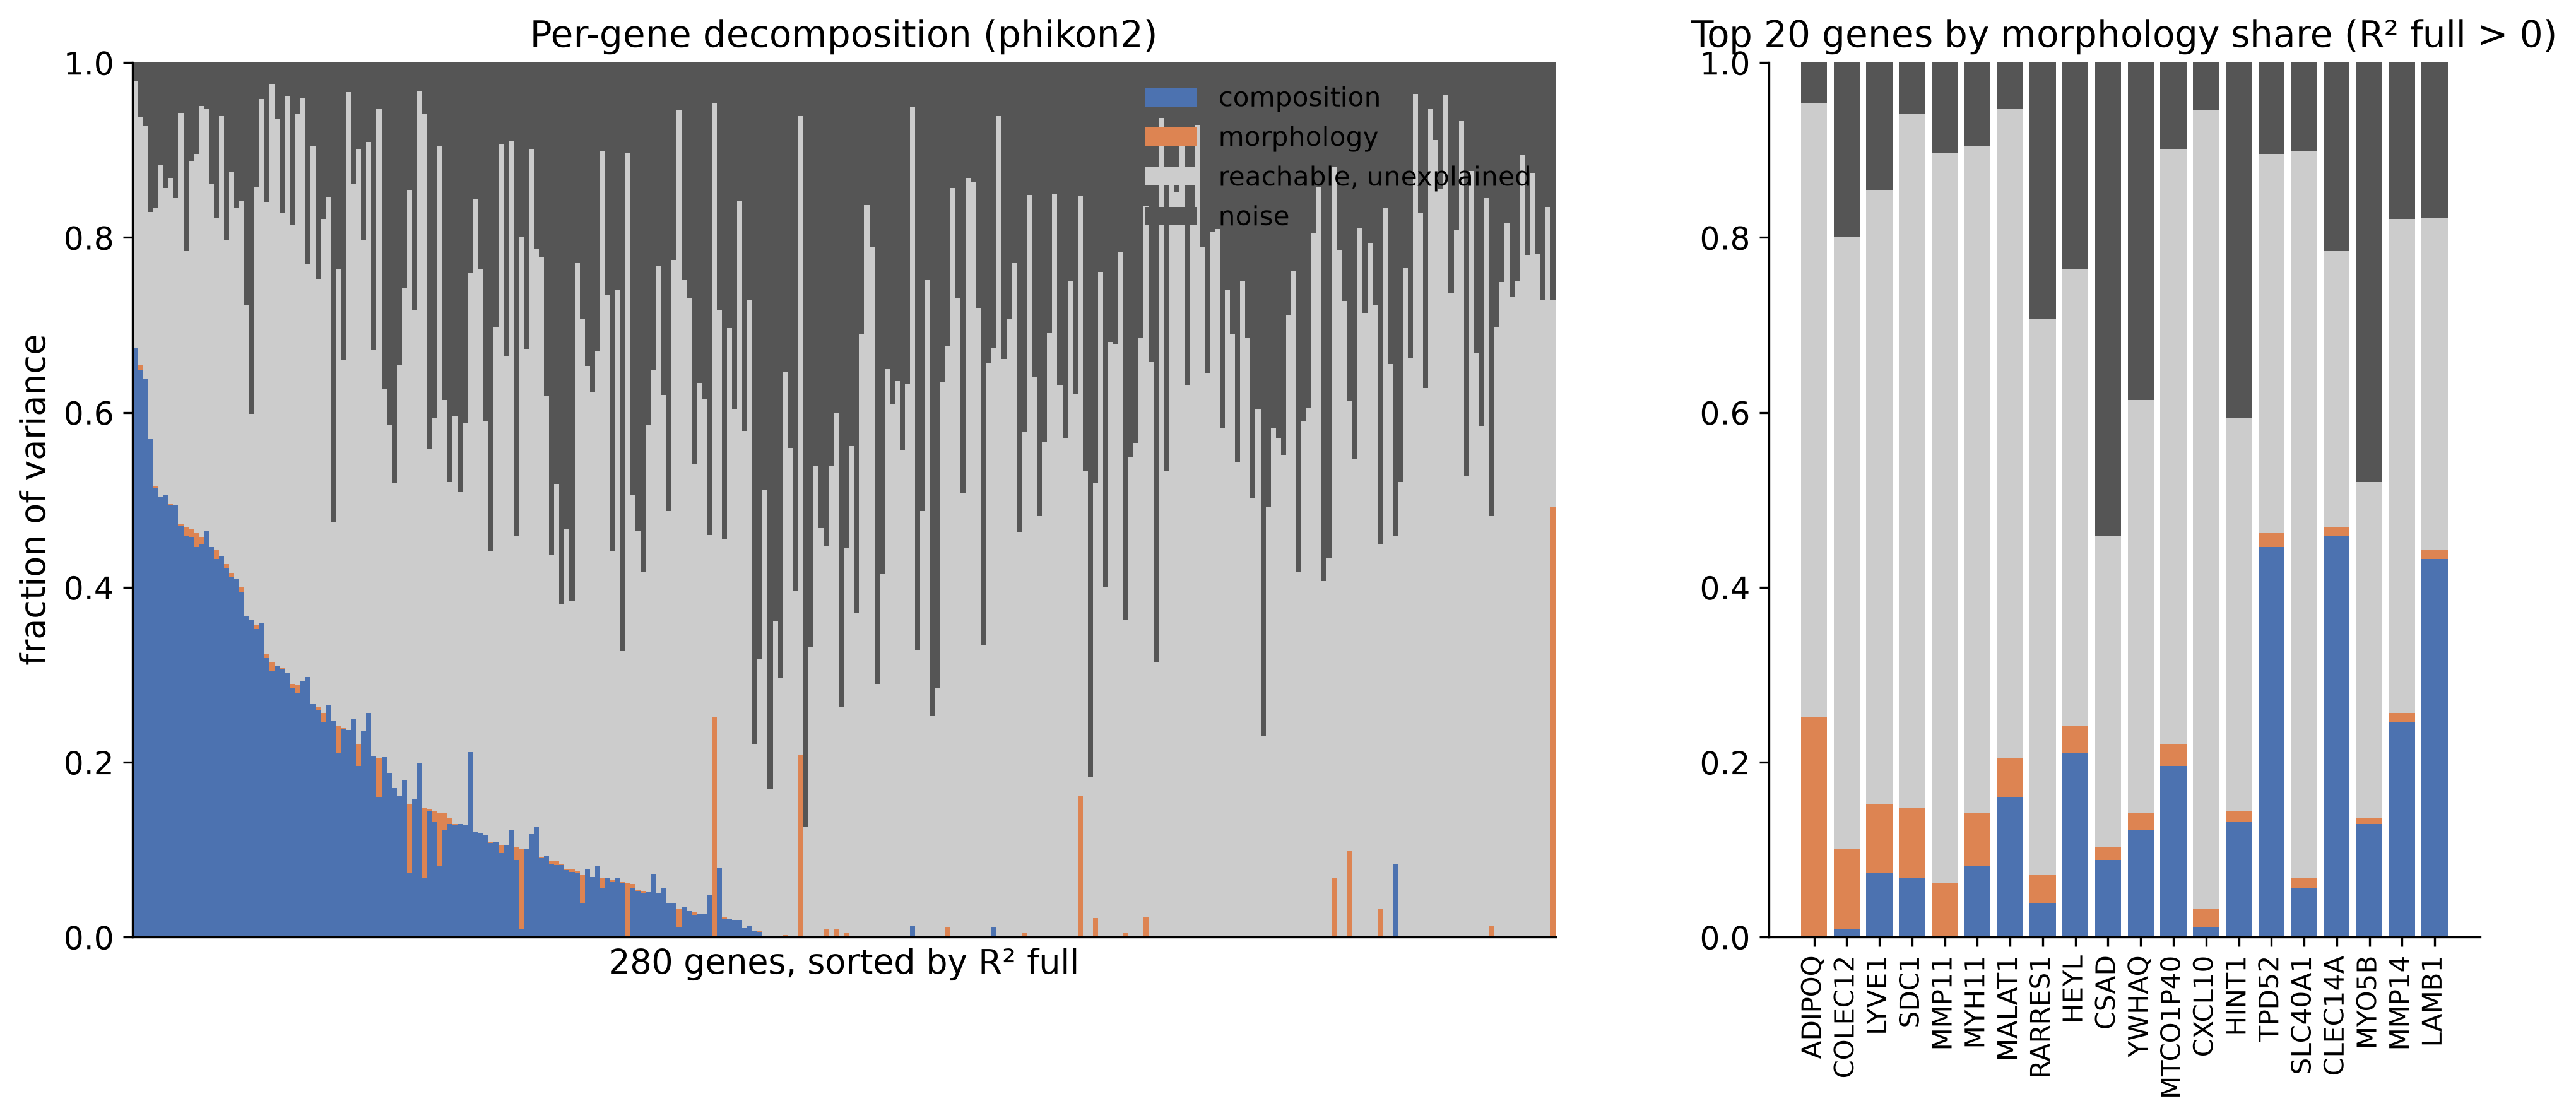 Per-gene decomposition (phikon2)
fraction of variance
1.0
0.8
0.6
0.4
0.2
0.0
composition
morphology
reachable, unexplained
noise
280 genes, sorted by R² full
Top 20 genes by morphology share (R² full > 0)
1.0
0.8
0.6
0.4
0.2
0.0
ADIPOQ
COLEC12
LYVE1
SDC1
MMP11
MYH11
MALAT1
RARRES1
HEYL
CSAD
YWHAQ
MTCO1P40
CXCL10
HINT1
TPD52
SLC40A1
CLEC14A
MYO5B
MMP14
LAMB1